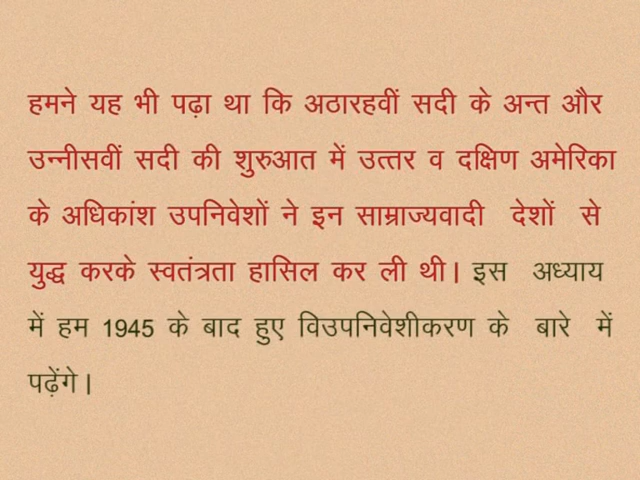 हमने यह भी पढ़ा था कि अठारहवीं सदी के अन्त और
उन्नीसवीं सदी की शुरुआत में उत्तर व दक्षिण अमेरिका
के अधिकांश उपनिवेशों ने इन साम्राज्यवादी देशों से
युद्ध करके स्वतंत्रता हासिल कर ली थी। इस अध्याय
में हम 1945 के बाद हुए विउपनिवेशीकरण के बारे में
पढ़ेंगे।